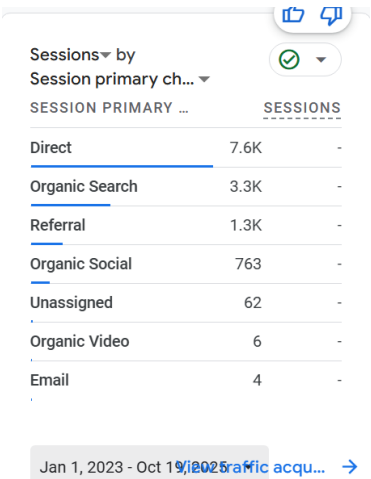 Sessions by
Session primary ch...
SESSION PRIMARY ... SESSIONS
Direct 7.6K -
Organic Search 3.3K -
Referral 1.3K -
Organic Social 763 -
Unassigned 62 -
Organic Video 6 -
Email 4 -
Jan 1, 2023 - Oct 19, 2025 View traffic acqu...